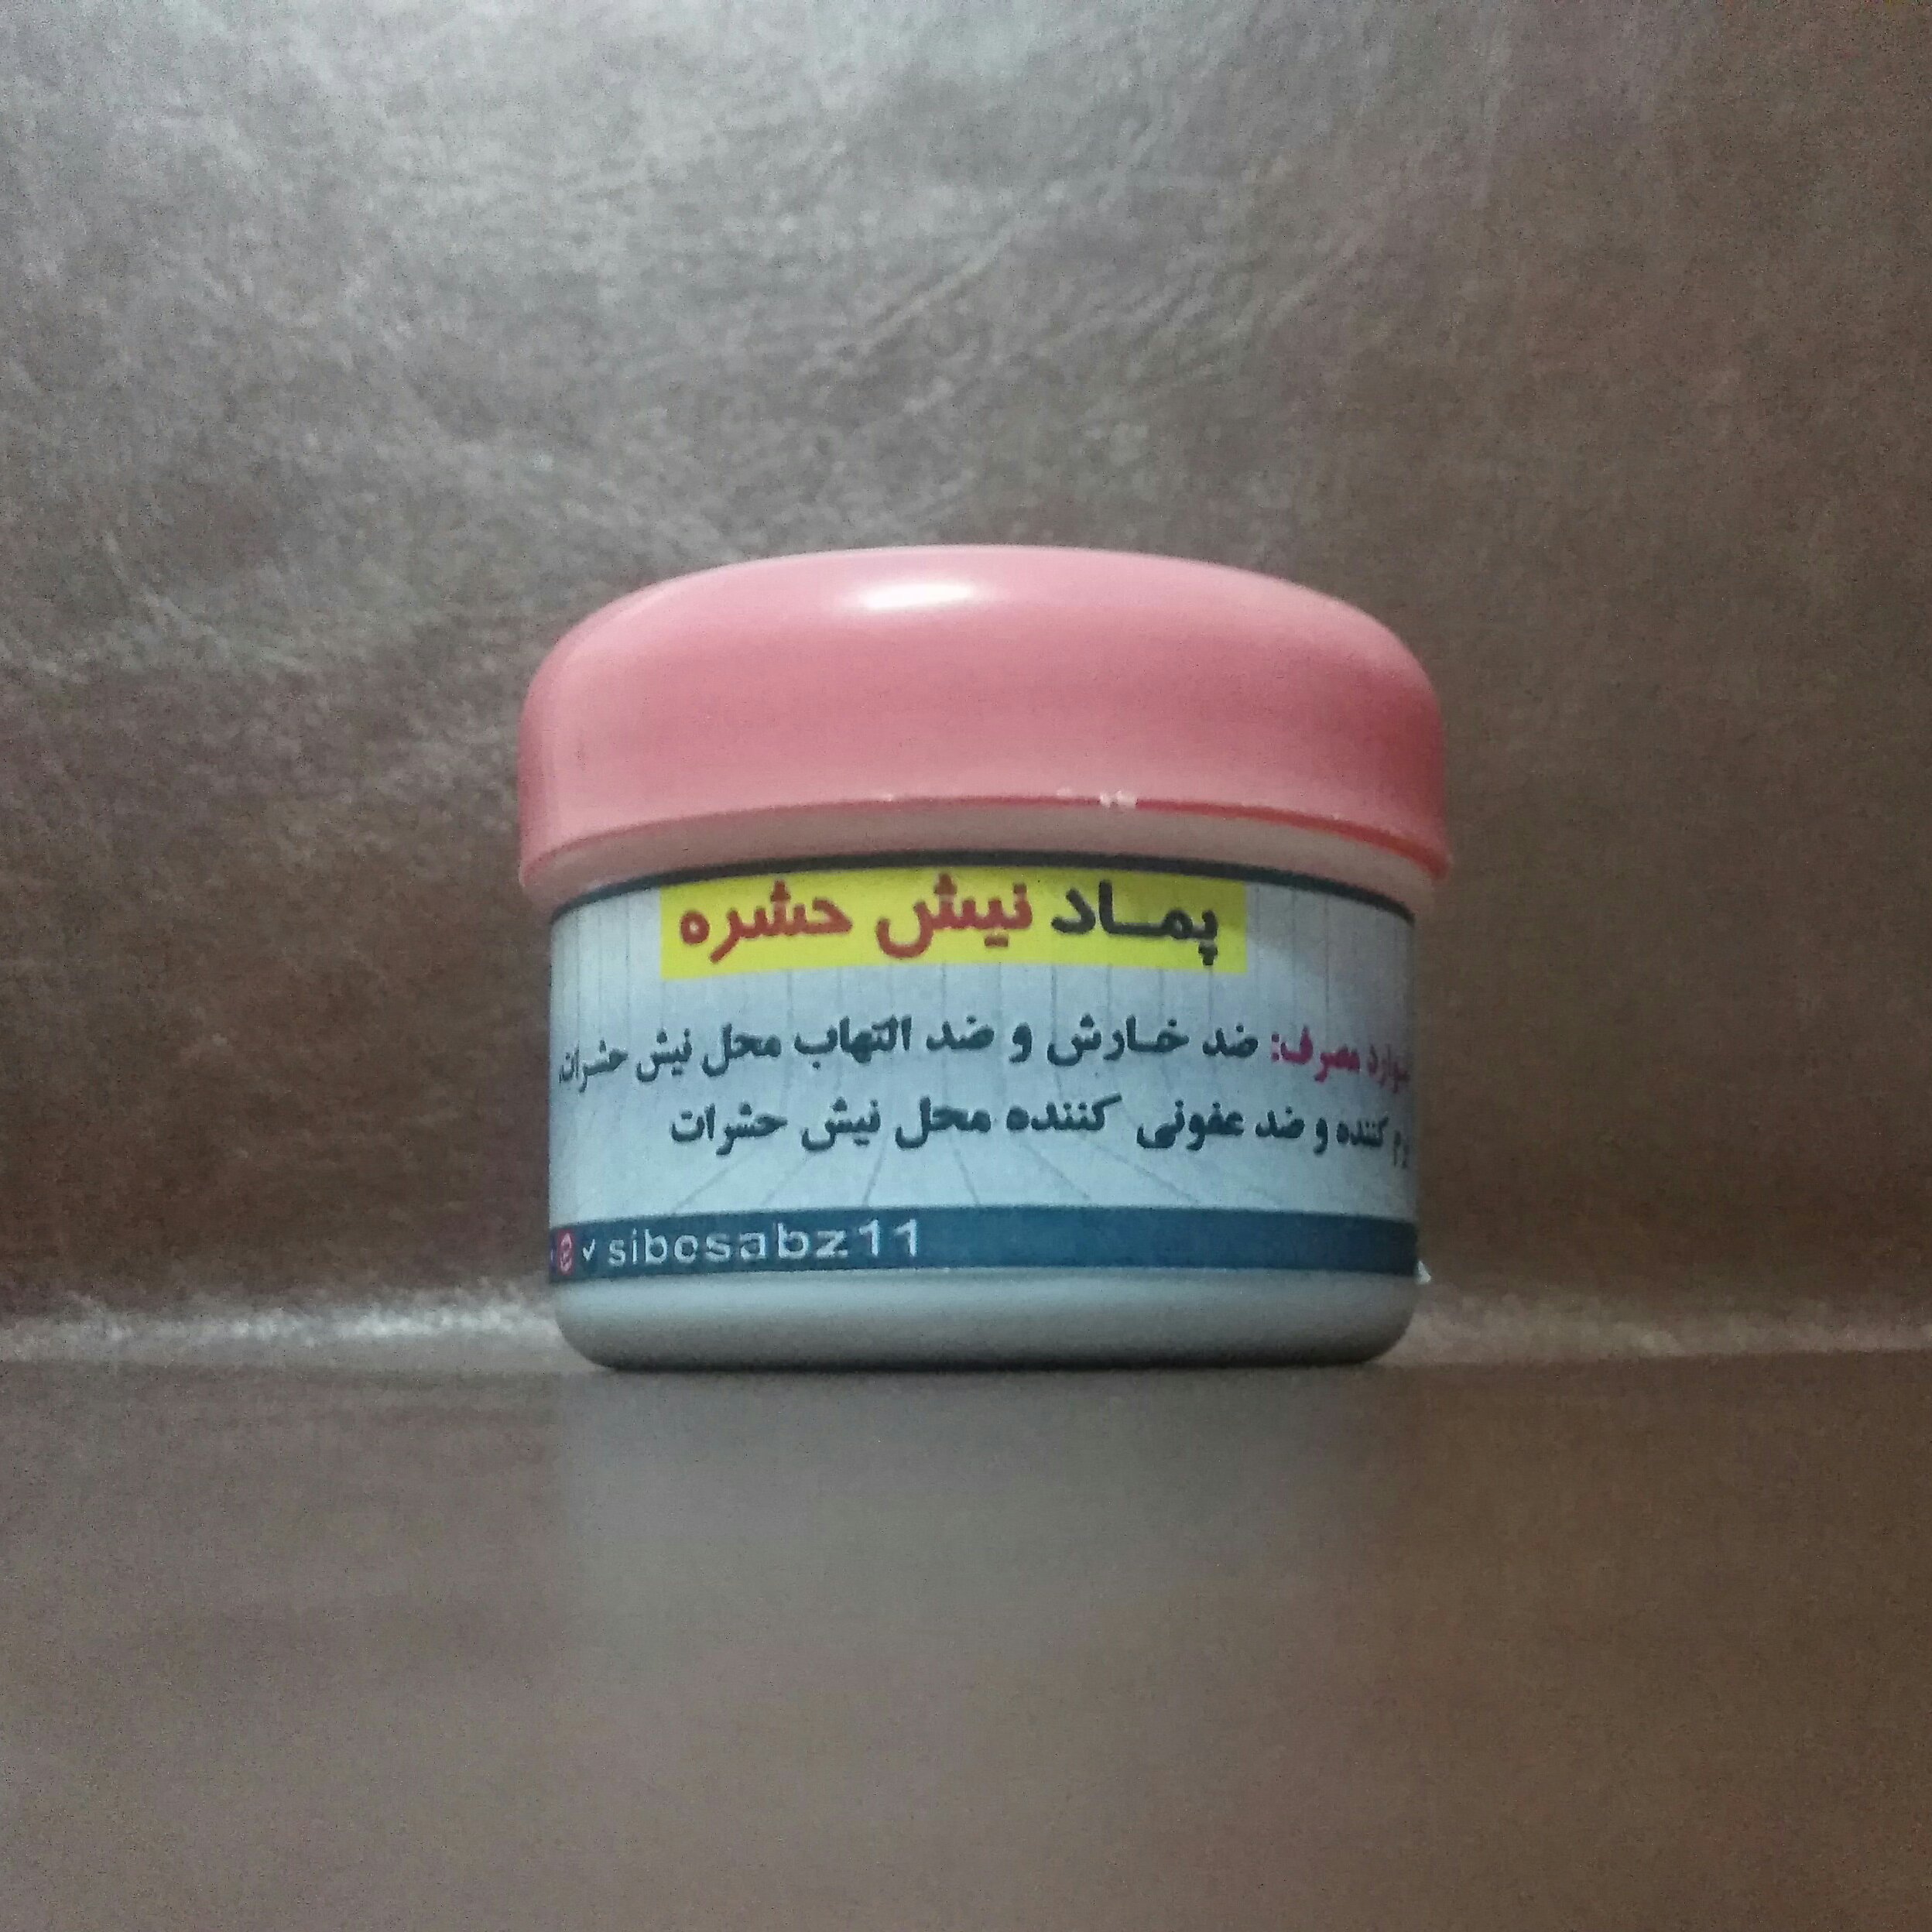 پماد نیش حشره
موارد مصرف: ضد خارش و ضد التهاب محل نیش حشرات،
کننده و ضد عفونی کننده محل نیش حشرات
sibesabz11